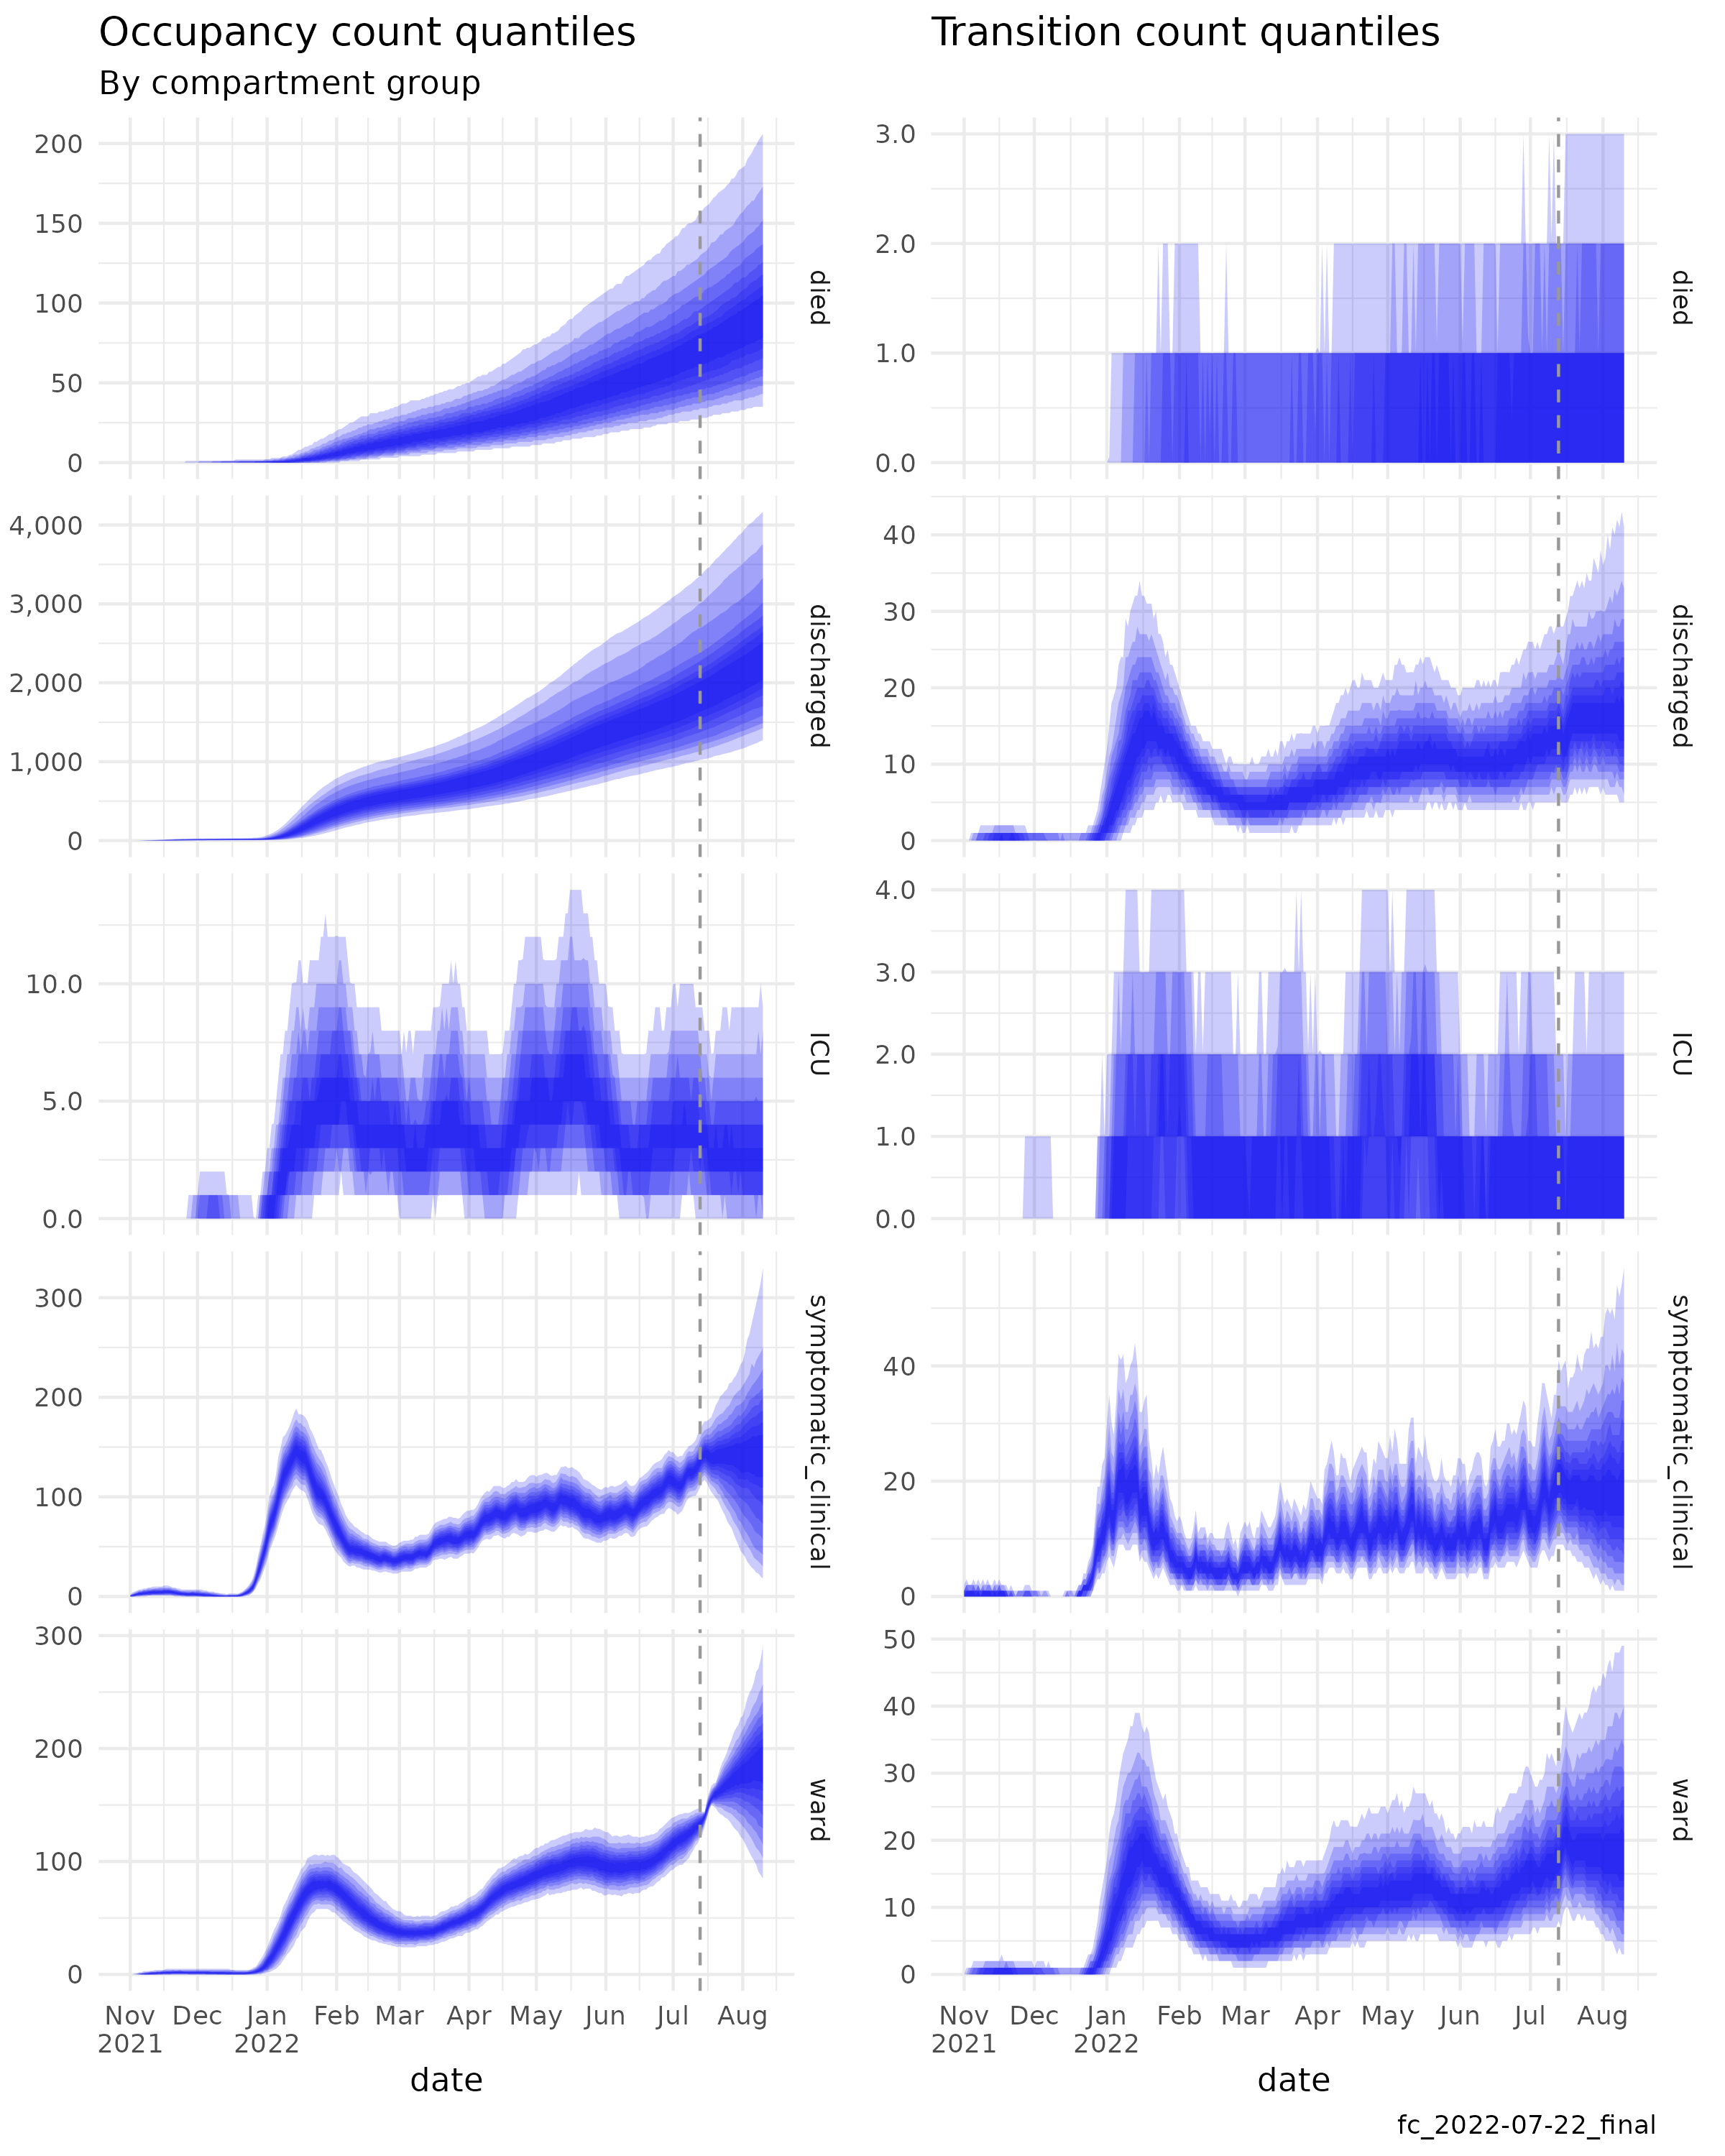 Occupancy count quantiles
By compartment group
200
150
100
50
0
died
4,000
3,000
2,000
1,000
0
discharged
10.0
5.0
0.0
ICU
300
200
100
0
symptomatic_clinical
300
200
100
0
ward
Nov Dec Jan Feb Mar Apr May Jun Jul Aug
2021 2022
date
Transition count quantiles
3.0
2.0
1.0
0.0
died
40
30
20
10
0
discharged
4.0
3.0
2.0
1.0
0.0
ICU
40
20
0
symptomatic_clinical
50
40
30
20
10
0
ward
Nov Dec Jan Feb Mar Apr May Jun Jul Aug
2021 2022
date
fc_2022-07-22_final